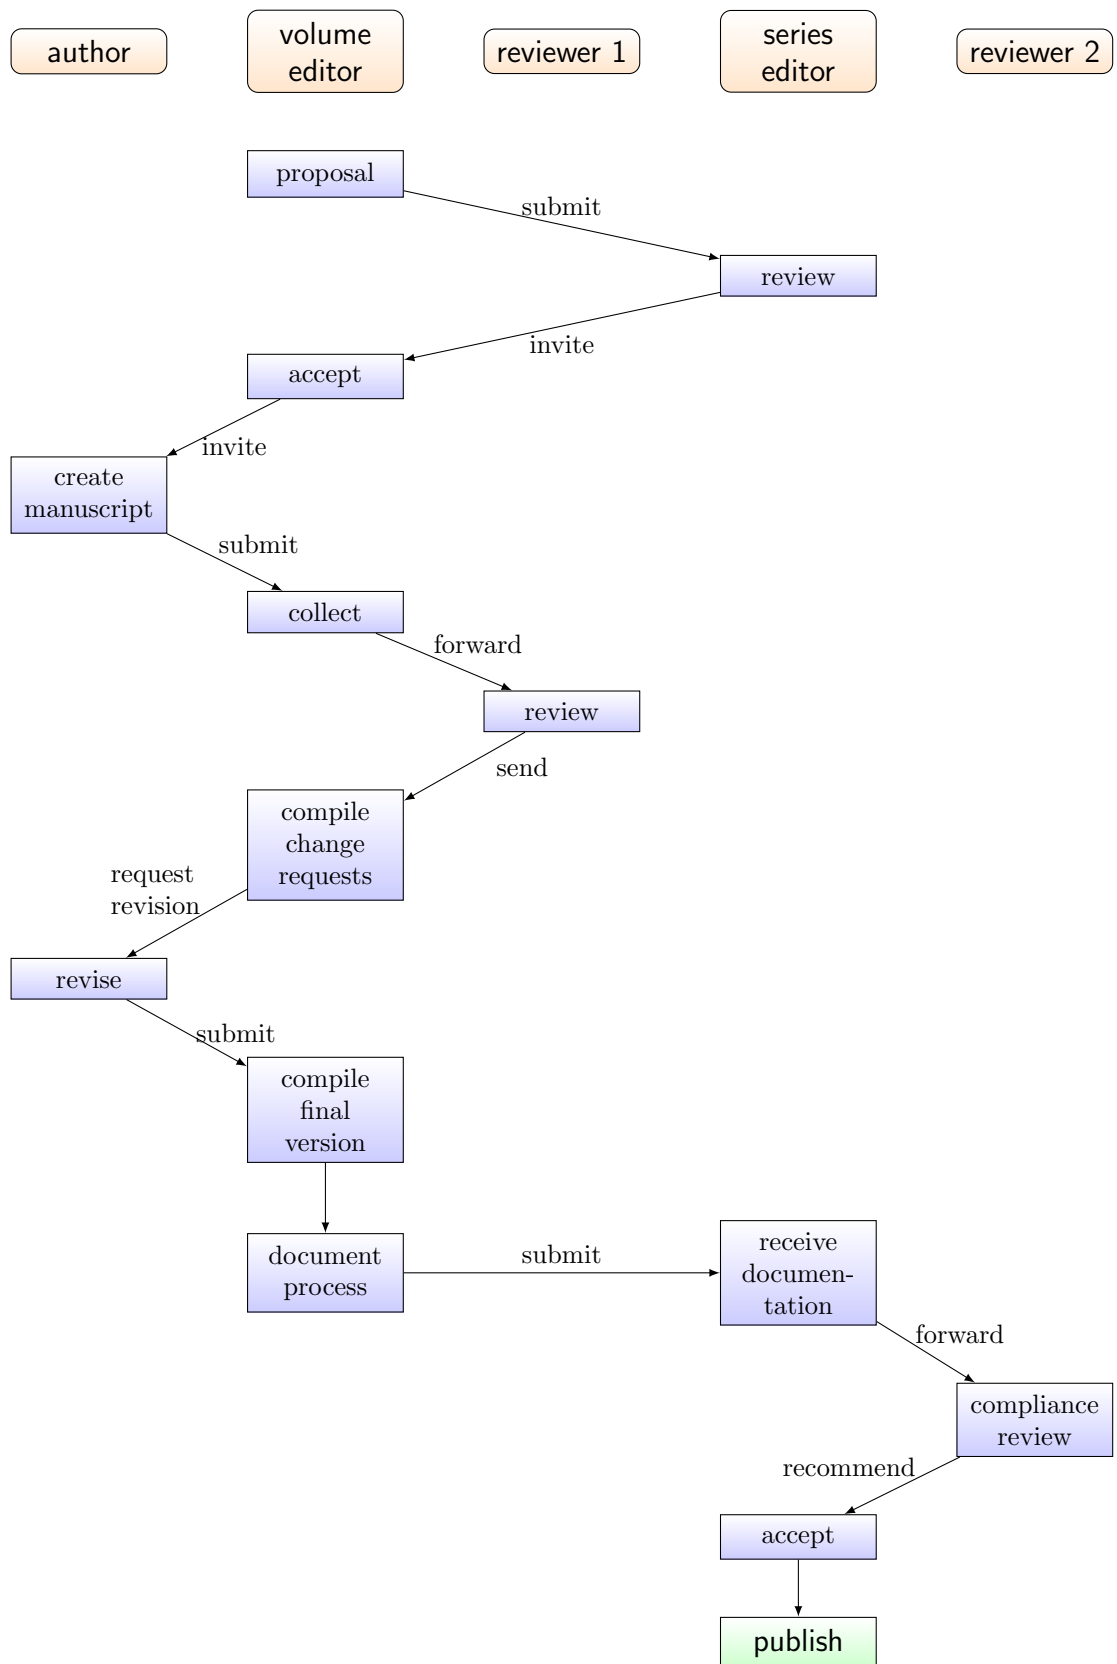 author
volume
editor
reviewer 1
series
editor
reviewer 2
proposal
submit
review
invite
accept
invite
create
manuscript
submit
collect
forward
review
send
compile
change
requests
request
revision
revise
submit
compile
final
version
document
process
submit
receive
documen-
tation
forward
compliance
review
recommend
accept
publish